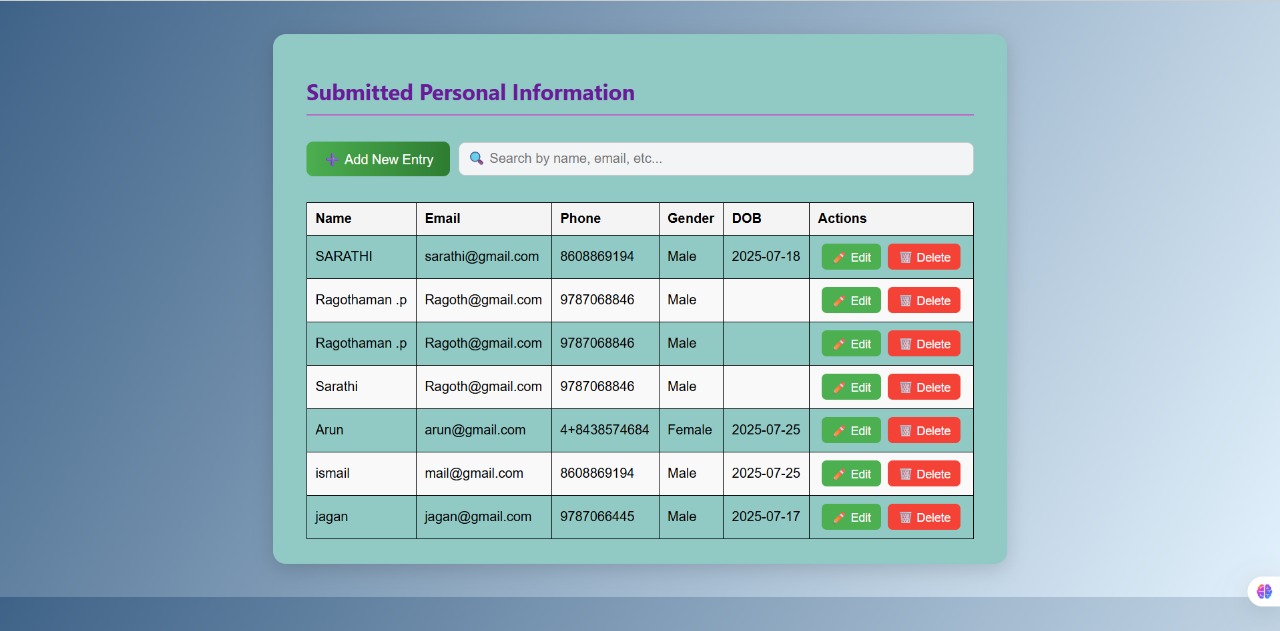 Submitted Personal Information
➕ Add New Entry 🔍 Search by name, email, etc...
Name Email Phone Gender DOB Actions
SARATHI sarathi@gmail.com 8608869194 Male 2025-07-18 Edit Delete
Ragothaman .p Ragoth@gmail.com 9787068846 Male Edit Delete
Ragothaman .p Ragoth@gmail.com 9787068846 Male Edit Delete
Sarathi Ragoth@gmail.com 9787068846 Male Edit Delete
Arun arun@gmail.com 4+8438574684 Female 2025-07-25 Edit Delete
ismail mail@gmail.com 8608869194 Male 2025-07-25 Edit Delete
jagan jagan@gmail.com 9787066445 Male 2025-07-17 Edit Delete